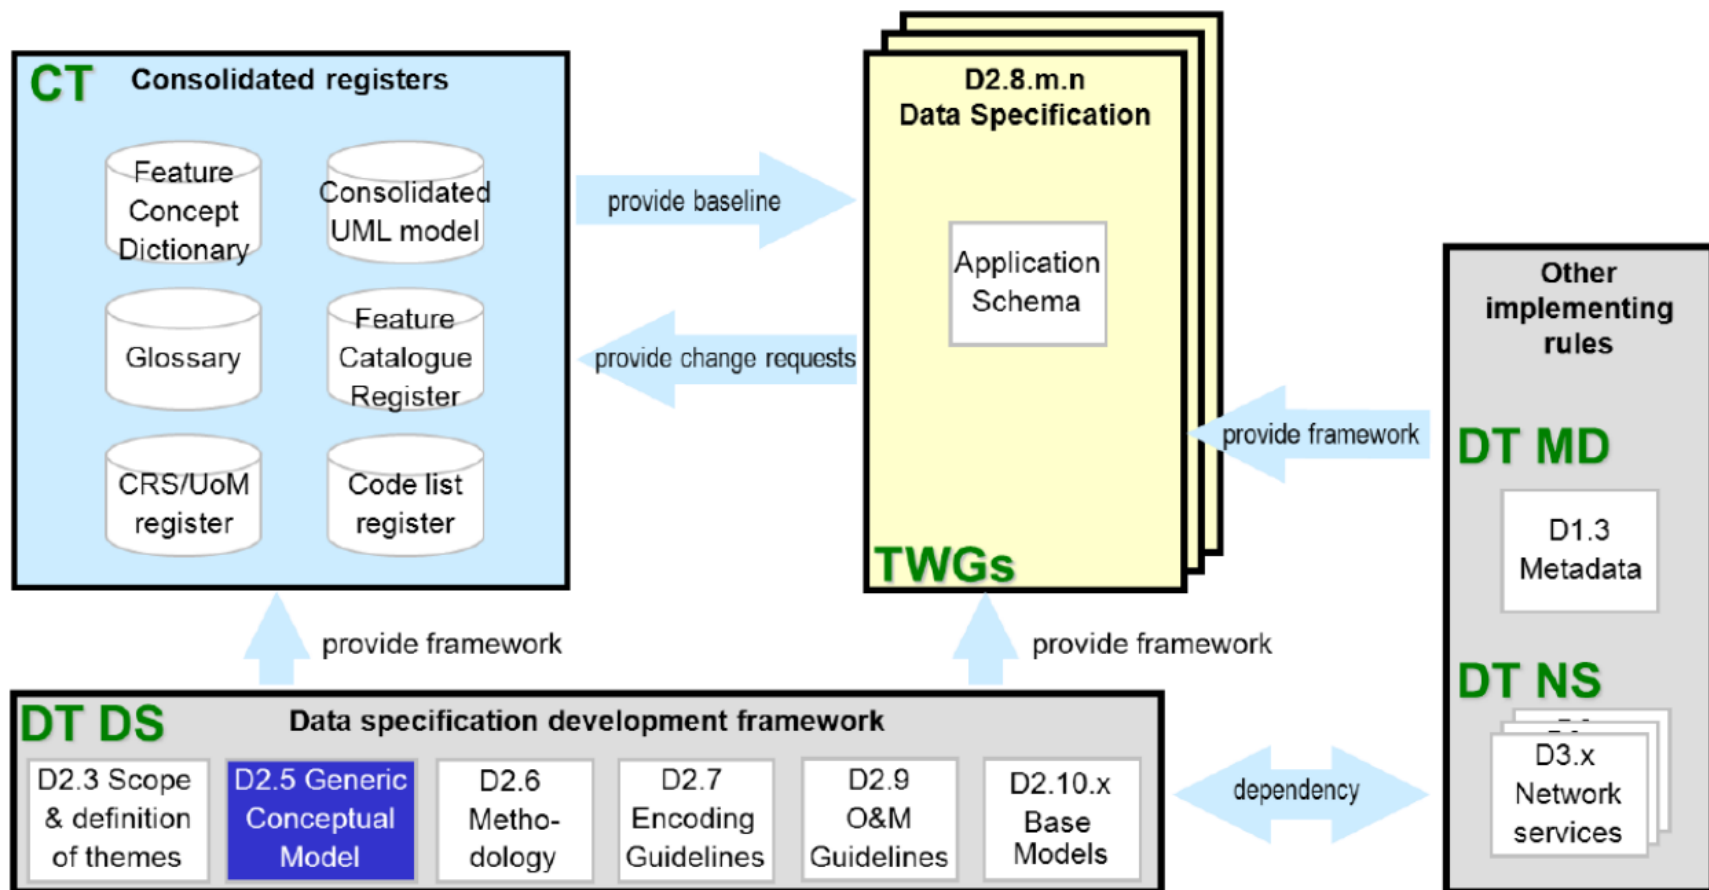 CT Consolidated registers
Feature
Concept
Dictionary
Consolidated
UML model
Glossary
Feature
Catalogue
Register
CRS/UoM
register
Code list
register
provide baseline
provide change requests
D2.8.m.n
Data Specification
Application
Schema
TWGs
provide framework
Other
implementing
rules
DT MD
D1.3
Metadata
DT NS
D3.x
Network
services
provide framework
provide framework
DT DS Data specification development framework
D2.3 Scope
& definition
of themes
D2.5 Generic
Conceptual
Model
D2.6
Metho-
dology
D2.7
Encoding
Guidelines
D2.9
O&M
Guidelines
D2.10.x
Base
Models
dependency